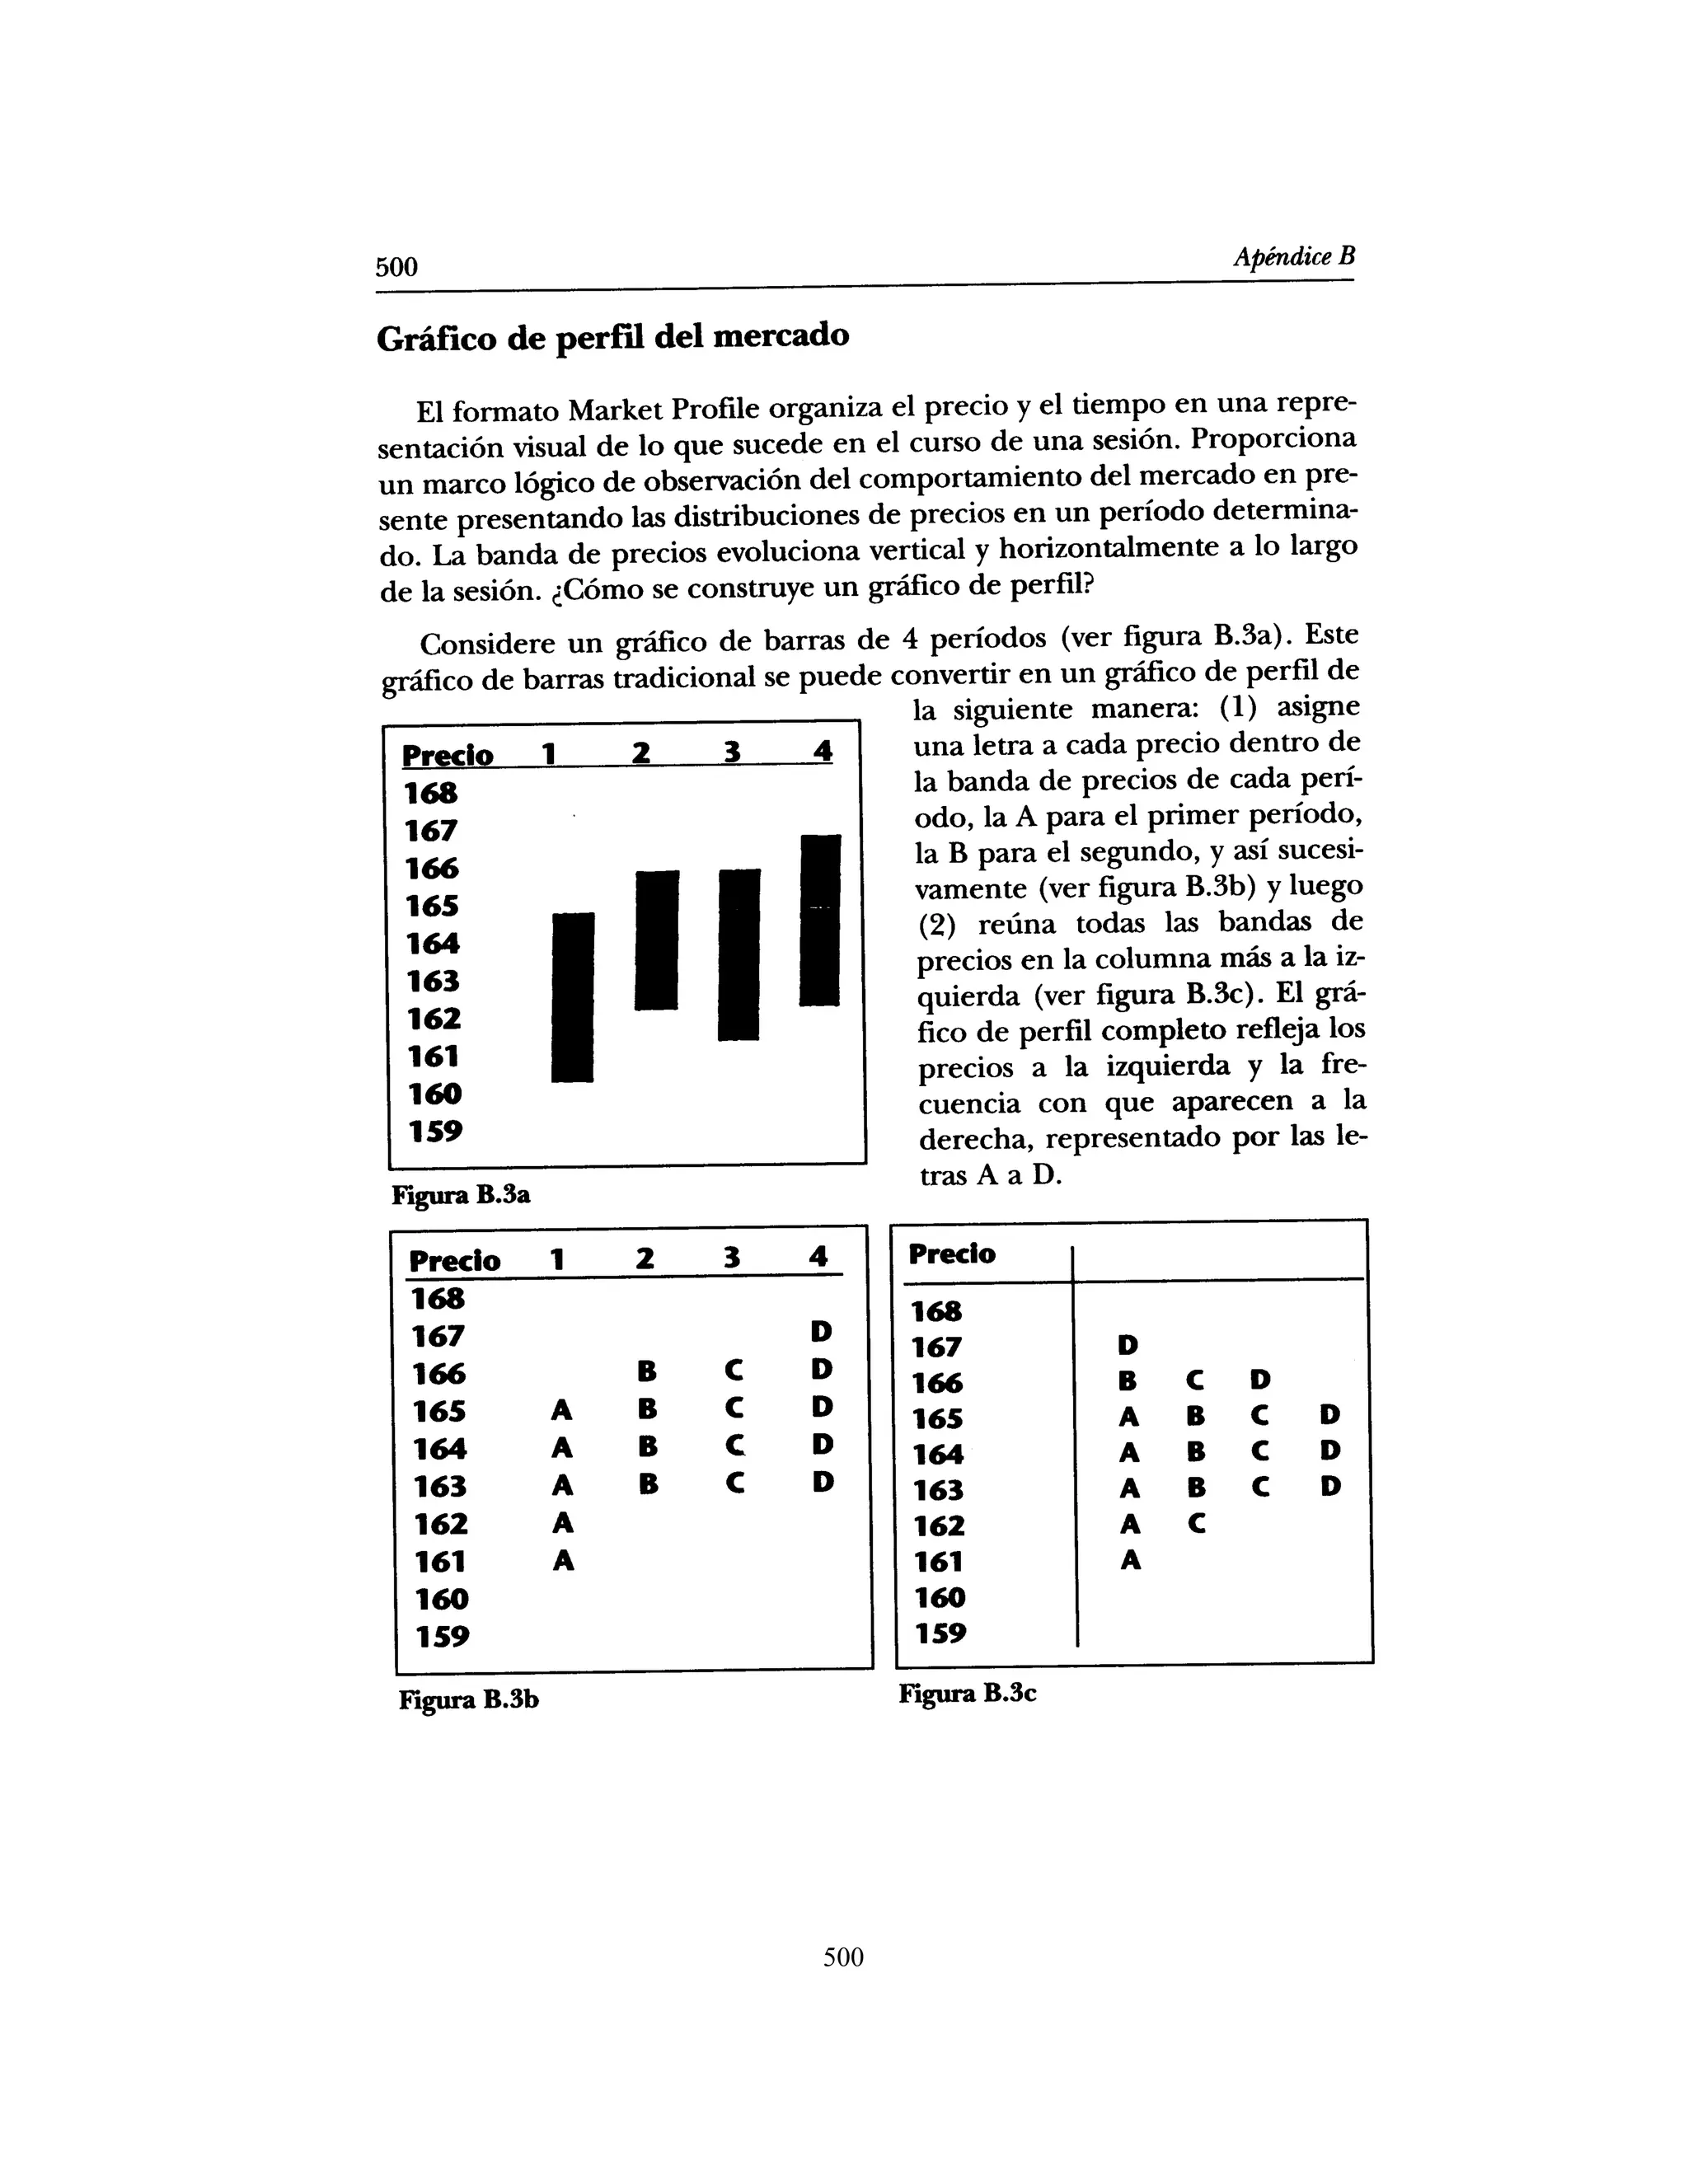 500
Apéndice B
Gráfico de perfil del mercado
El formato Market Profile organiza el precio y el tiempo en una repre-
sentación visual de lo que sucede en el curso de una sesión. Proporciona
un marco lógico de observación del comportamiento del mercado en pre-
sente presentando las distribuciones de precios en un período determina-
do. La banda de precios evoluciona vertical y horizontalmente a lo largo
de la sesión. ¿Cómo se construye un gráfico de perfil?
Considere un gráfico de barras de 4 períodos (ver figura B.3a). Este
gráfico de barras tradicional se puede convertir en un gráfico de perfil de
la siguiente manera: (1) asigne
una letra a cada precio dentro de
la banda de precios de cada perí-
odo, la A para el primer período,
la B para el segundo, y así sucesi-
vamente (ver figura B.3b) y luego
(2) reúna todas las bandas de
precios en la columna más a la iz-
quierda (ver figura B.3c). El grá-
fico de perfil completo refleja los
precios a la izquierda y la fre-
cuencia con que aparecen a la
derecha, representado por las le-
tras A a D.
Precio 1 2 3 4
168
167
166
165
164
163
162
161
160
159
Figura B.3a
Precio 1 2 3 4
168
167 D
166 B C D
165 A B C D
164 A B C D
163 A B C D
162 A
161 A
160
159
Figura B.3b
Precio
168
167 D
166 B C D
165 A B C D
164 A B C D
163 A B C D
162 A C
161 A
160
159
Figura B.3c
500